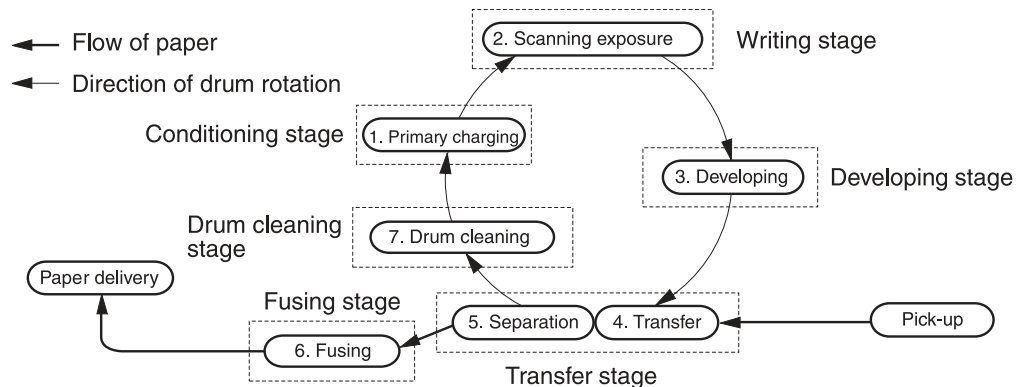 Flow of paper
Direction of drum rotation
2. Scanning exposure
Writing stage
Conditioning stage
1. Primary charging
3. Developing
Developing stage
Drum cleaning
stage
7. Drum cleaning
Paper delivery
Fusing stage
5. Separation
4. Transfer
Pick-up
6. Fusing
Transfer stage